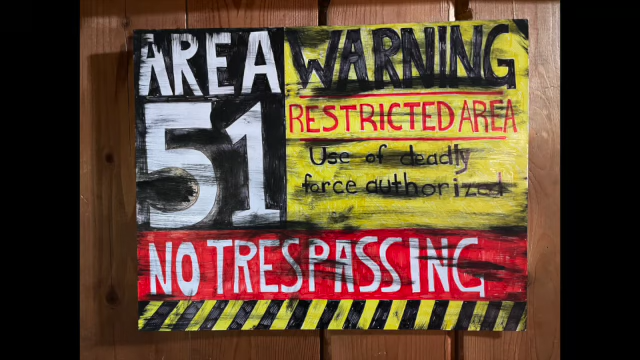 AREA
51
WARNING
RESTRICTED AREA
Use of deadly
force authorized
NO TRESPASSING